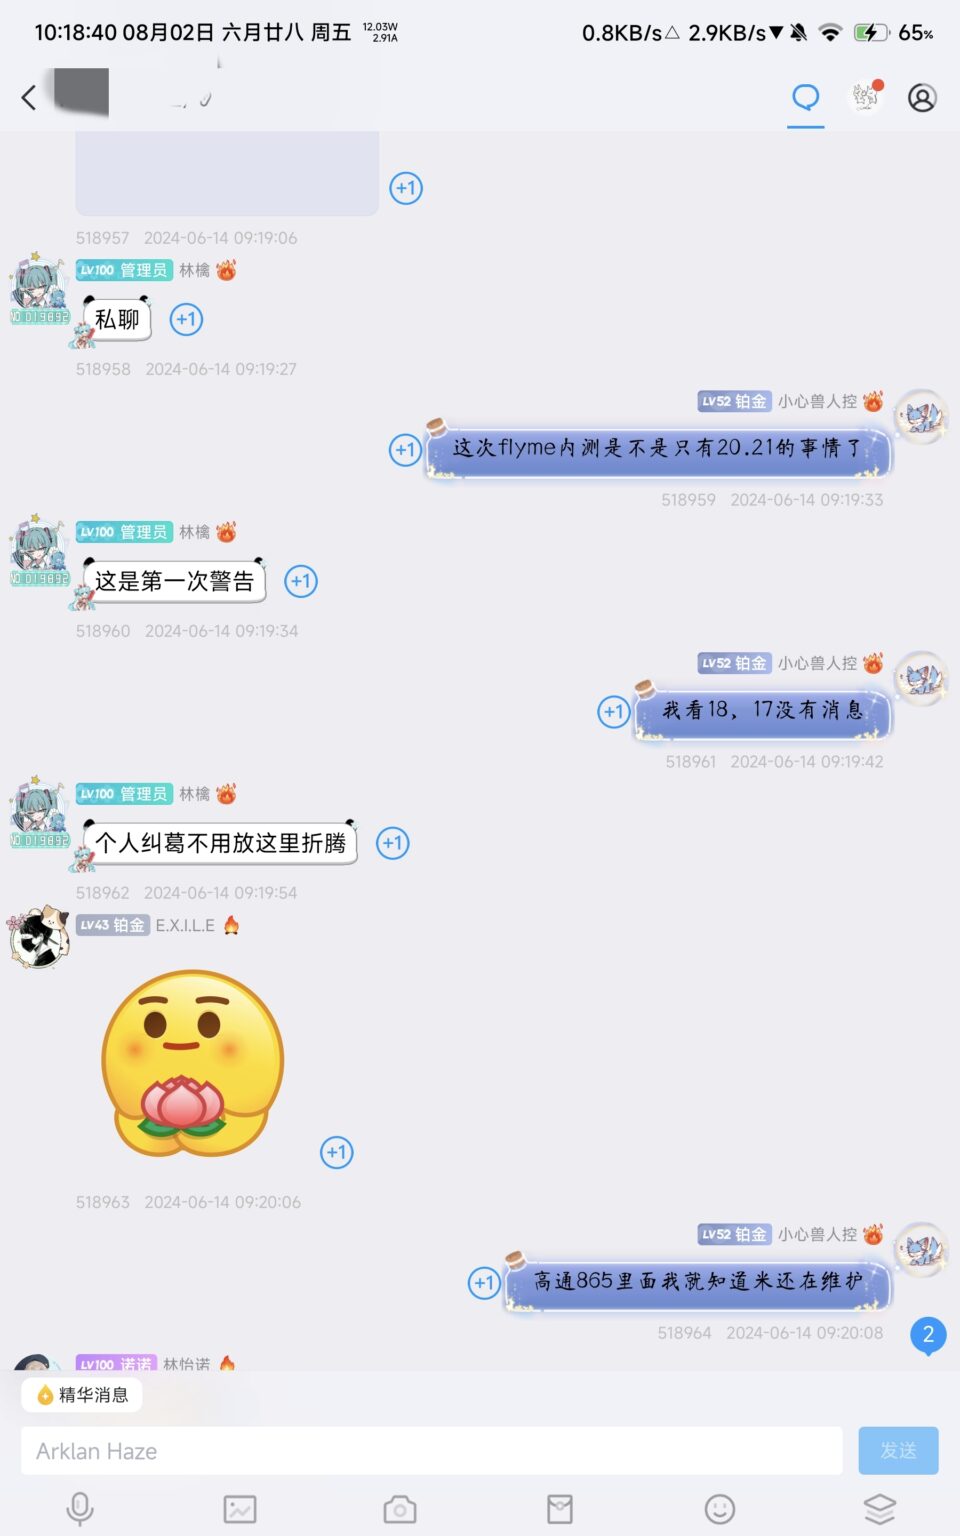 10:18:40 08月02日 六月廿八 周五 12.03W 2.91A 0.8KB/s△ 2.9KB/s▼ 65%
+1
518957 2024-06-14 09:19:06
LV100 管理员 林檎
NO.019892
私聊 +1
518958 2024-06-14 09:19:27
LV52 铂金 小心兽人控
+1 这次flyme内测是不是只有20.21的事情了
518959 2024-06-14 09:19:33
LV100 管理员 林檎
NO.019892
这是第一次警告 +1
518960 2024-06-14 09:19:34
LV52 铂金 小心兽人控
+1 我看18，17没有消息
518961 2024-06-14 09:19:42
LV100 管理员 林檎
NO.019892
个人纠葛不用放这里折腾 +1
518962 2024-06-14 09:19:54
LV43 铂金 E.X.I.L.E
+1
518963 2024-06-14 09:20:06
LV52 铂金 小心兽人控
+1 高通865里面我就知道米还在维护
518964 2024-06-14 09:20:08
2
LV100 诺诺 林怡诺
精华消息
Arklan Haze
发送